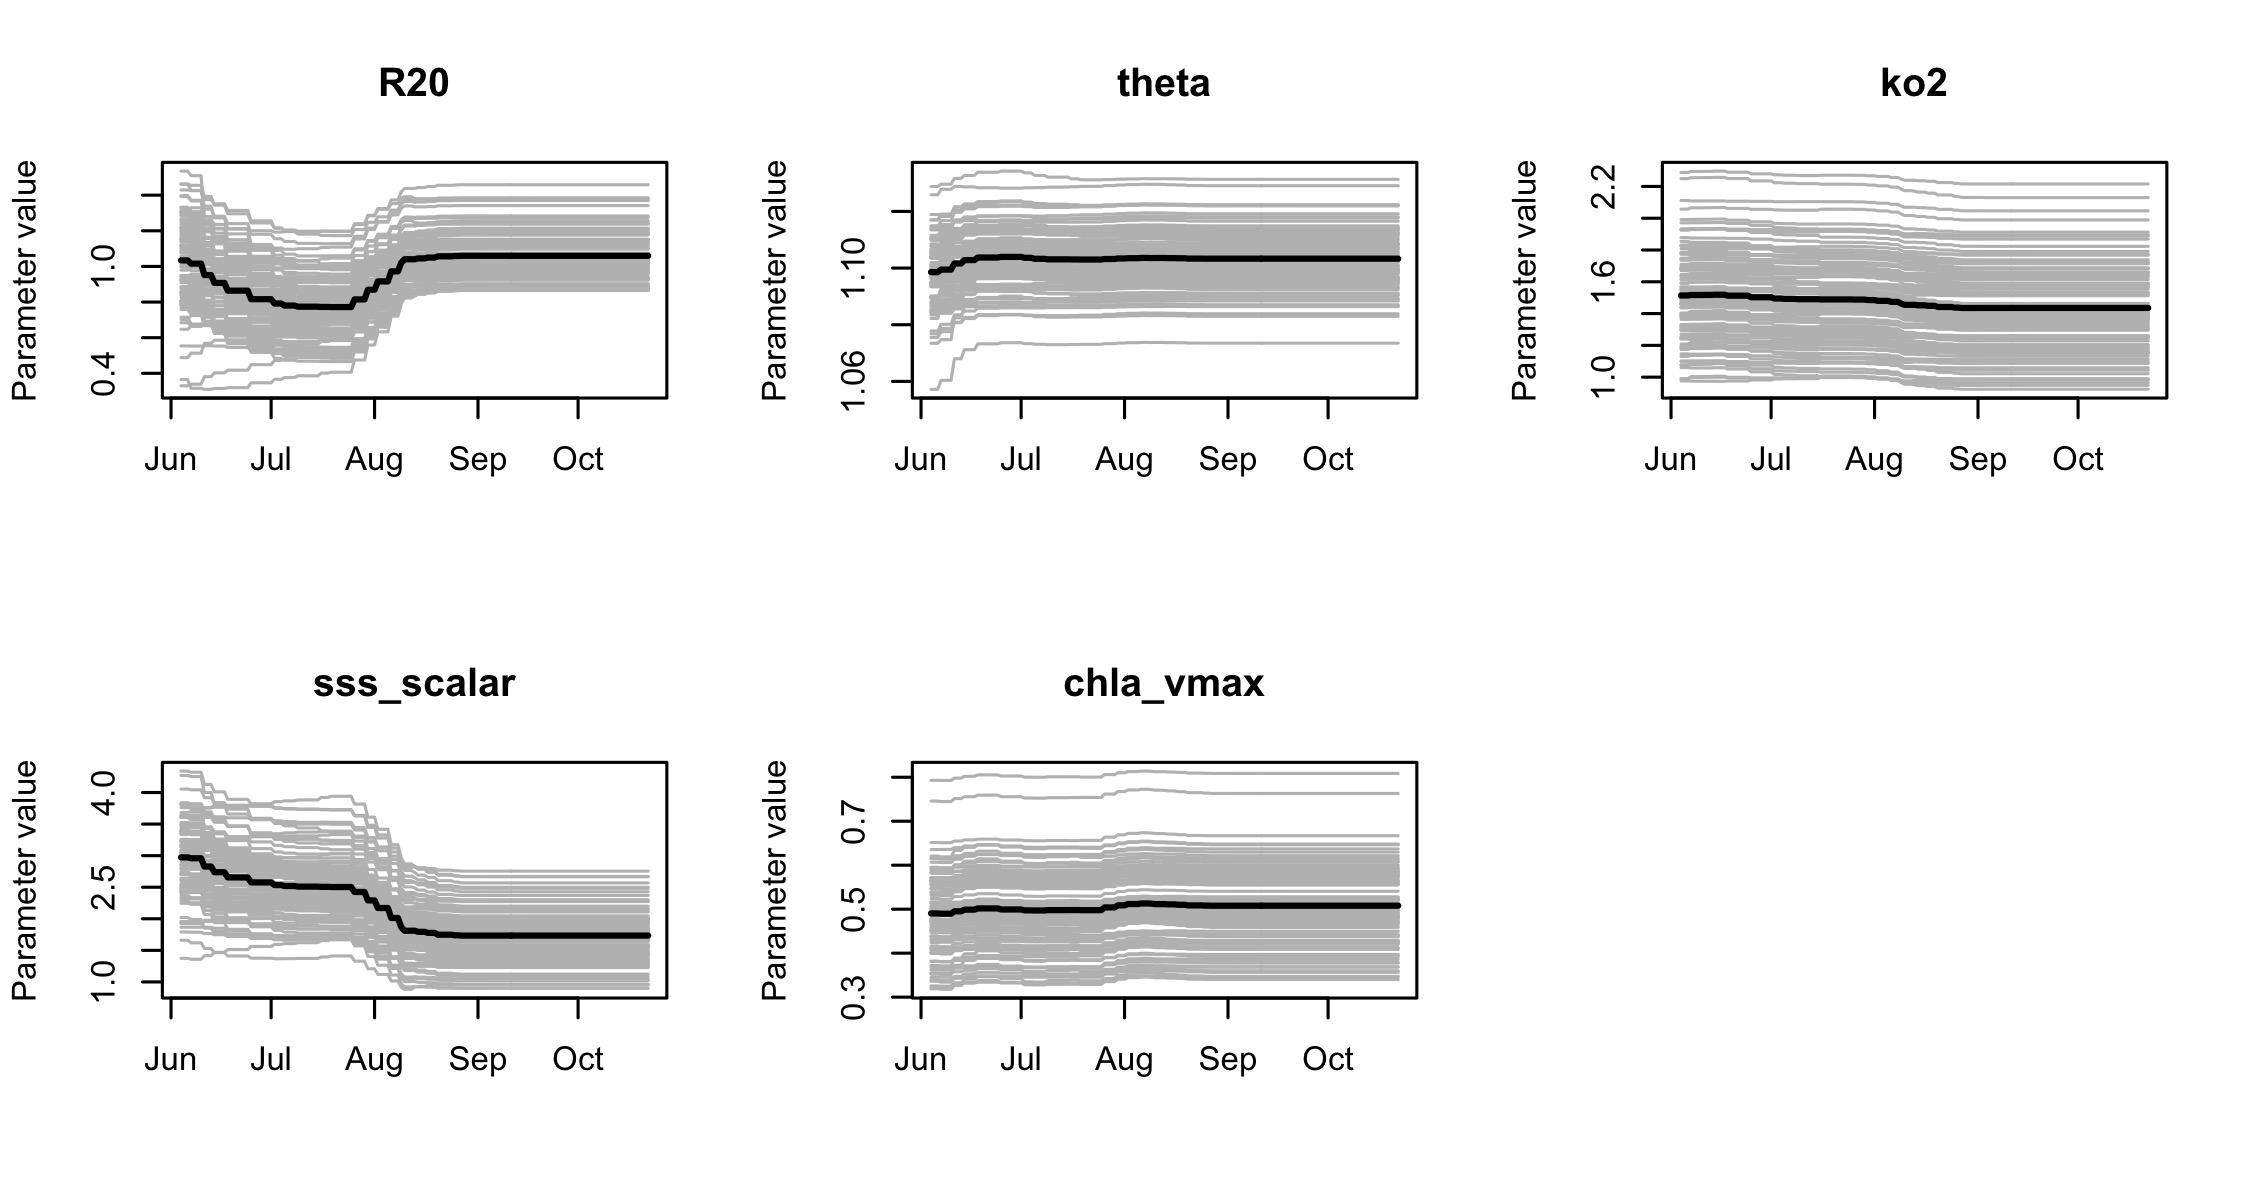 R20
Parameter value
1.0
0.4
Jun Jul Aug Sep Oct
theta
Parameter value
1.10
1.06
Jun Jul Aug Sep Oct
ko2
Parameter value
2.2
1.6
1.0
Jun Jul Aug Sep Oct
sss_scalar
Parameter value
4.0
2.5
1.0
Jun Jul Aug Sep Oct
chla_vmax
Parameter value
0.7
0.5
0.3
Jun Jul Aug Sep Oct